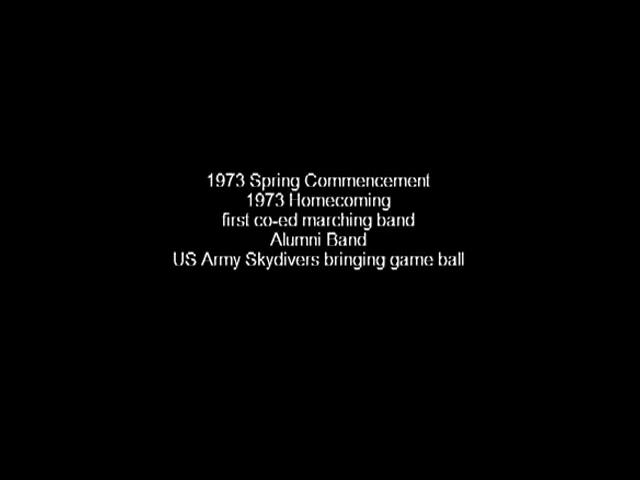 1973 Spring Commencement
1973 Homecoming
first co-ed marching band
Alumni Band
US Army Skydivers bringing game ball